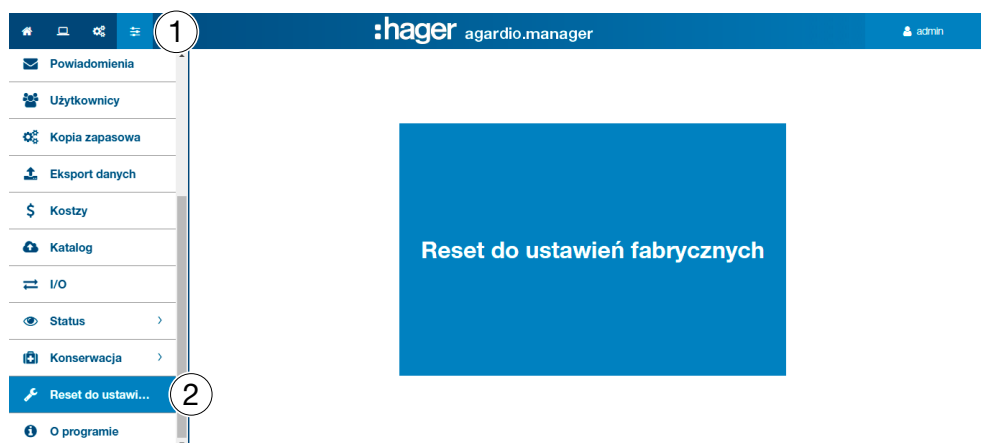 1
:hager agardio.manager
admin
Powiadomienia
Użytkownicy
Kopia zapasowa
Eksport danych
Kostzy
Katalog
I/O
Status
Konserwacja
Reset do ustawi...
2
O programie
Reset do ustawień fabrycznych